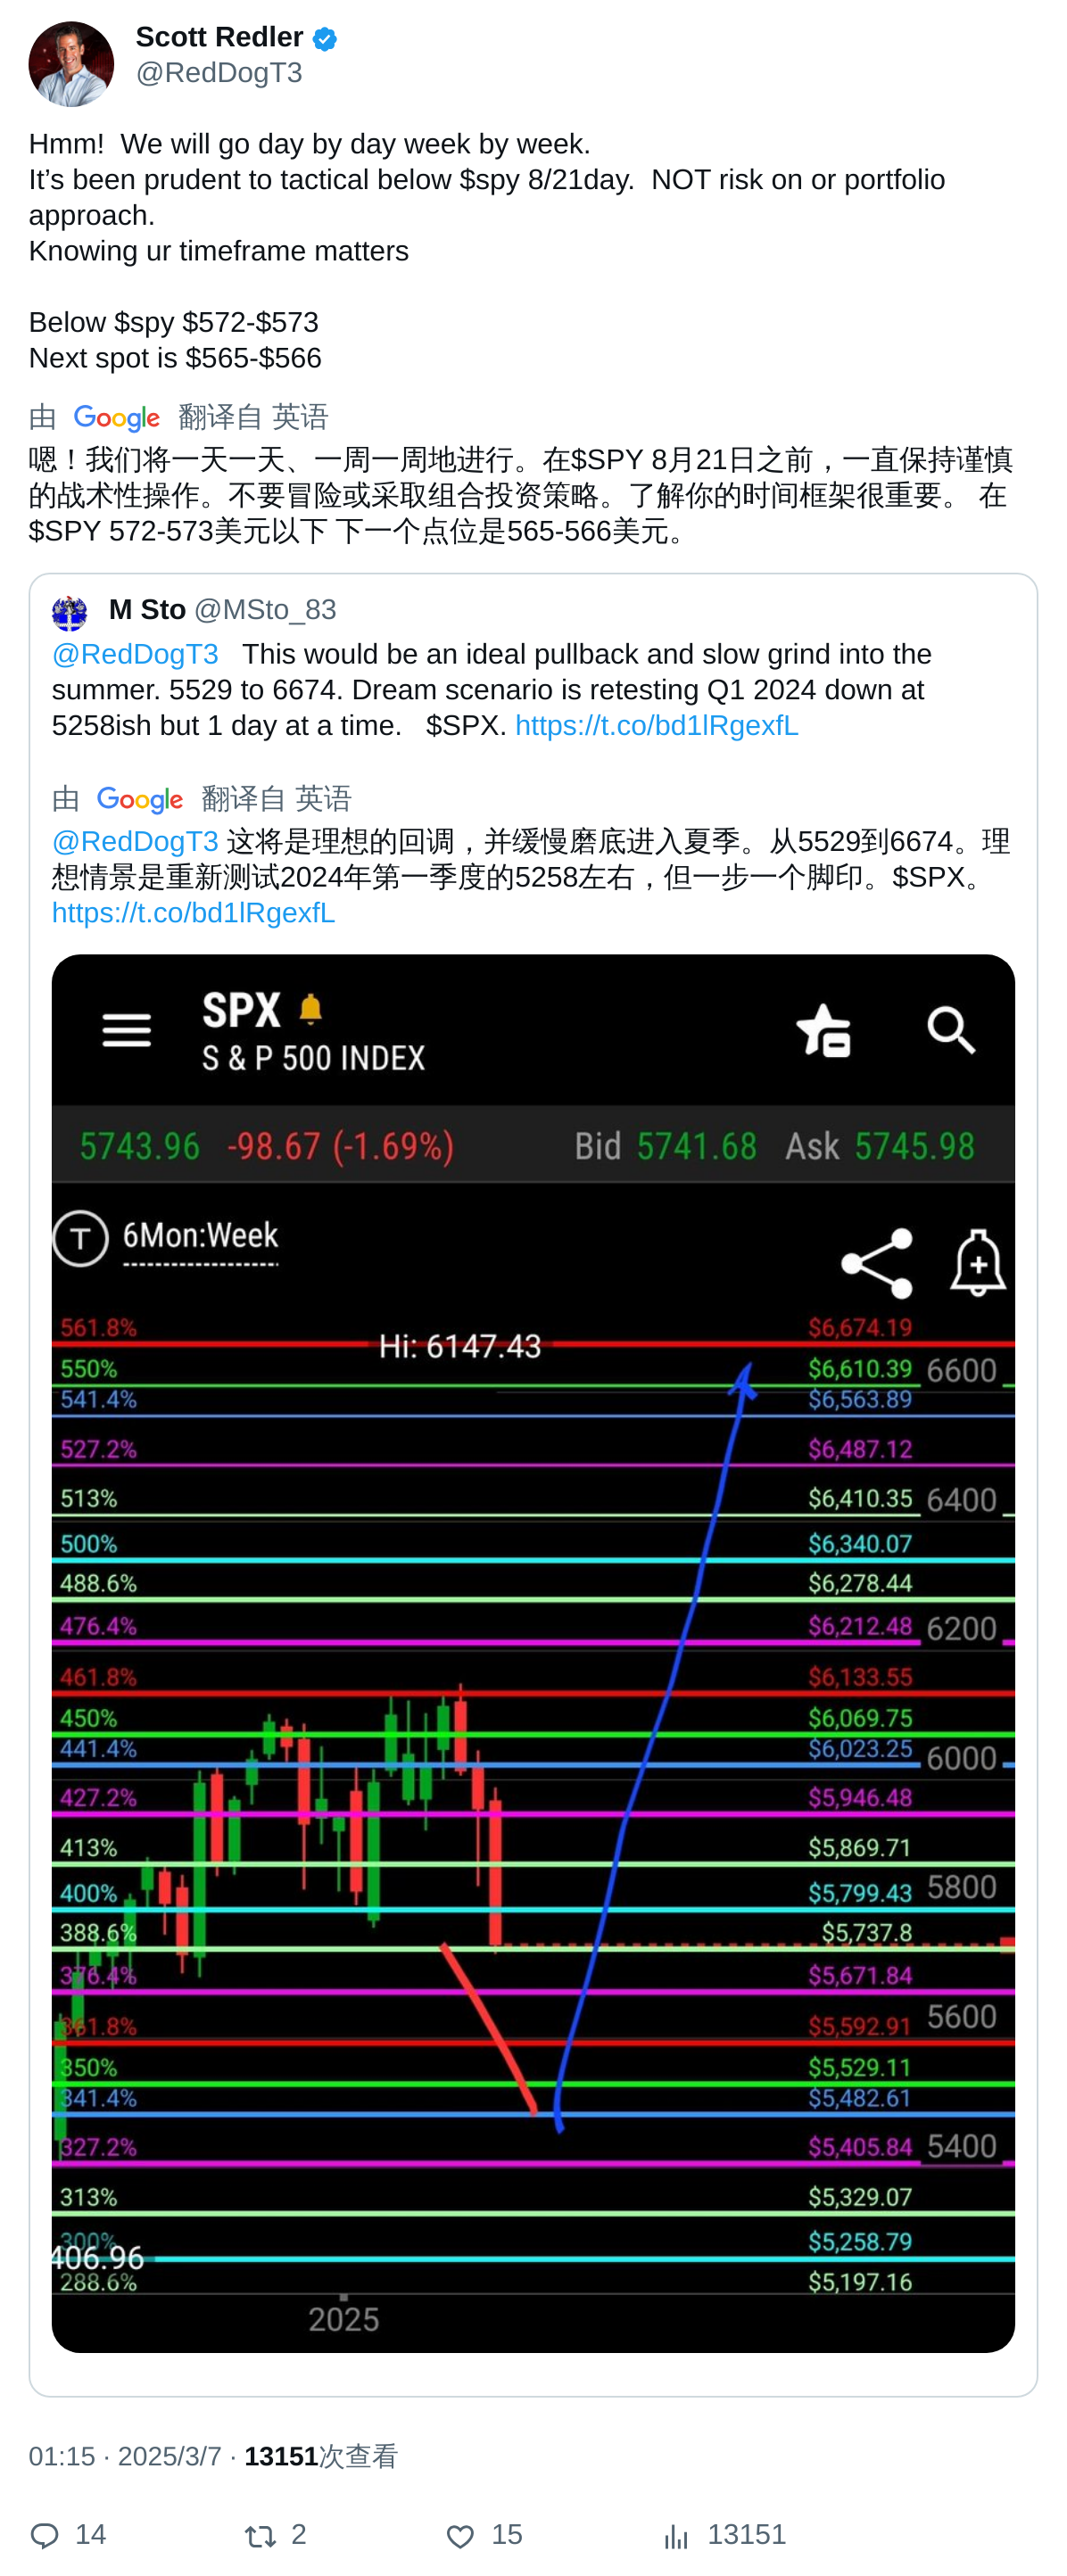 Scott Redler
@RedDogT3
Hmm!  We will go day by day week by week.
It’s been prudent to tactical below $spy 8/21day.  NOT risk on or portfolio
approach.
Knowing ur timeframe matters
Below $spy $572-$573
Next spot is $565-$566
由 Google 翻译自 英语
嗯！我们将一天一天、一周一周地进行。在$SPY 8月21日之前，一直保持谨慎
的战术性操作。不要冒险或采取组合投资策略。了解你的时间框架很重要。 在
$SPY 572-573美元以下 下一个点位是565-566美元。
M Sto @MSto_83
@RedDogT3   This would be an ideal pullback and slow grind into the
summer. 5529 to 6674. Dream scenario is retesting Q1 2024 down at
5258ish but 1 day at a time.   $SPX. https://t.co/bd1lRgexfL
由 Google 翻译自 英语
@RedDogT3 这将是理想的回调，并缓慢磨底进入夏季。从5529到6674。理
想情景是重新测试2024年第一季度的5258左右，但一步一个脚印。$SPX。
https://t.co/bd1lRgexfL
SPX
S & P 500 INDEX
5743.96 -98.67 (-1.69%) Bid 5741.68 Ask 5745.98
T 6Mon:Week
561.8% $6,674.19
Hi: 6147.43
550% $6,610.39 6600
541.4% $6,563.89
527.2% $6,487.12
513% $6,410.35 6400
500% $6,340.07
488.6% $6,278.44
476.4% $6,212.48 6200
461.8% $6,133.55
450% $6,069.75
441.4% $6,023.25 6000
427.2% $5,946.48
413% $5,869.71
400% $5,799.43 5800
388.6% $5,737.8
376.4% $5,671.84
361.8% $5,592.91 5600
350% $5,529.11
341.4% $5,482.61
327.2% $5,405.84 5400
313% $5,329.07
300% $5,258.79
406.96
288.6% $5,197.16
2025
01:15 · 2025/3/7 · 13151次查看
14 2 15 13151